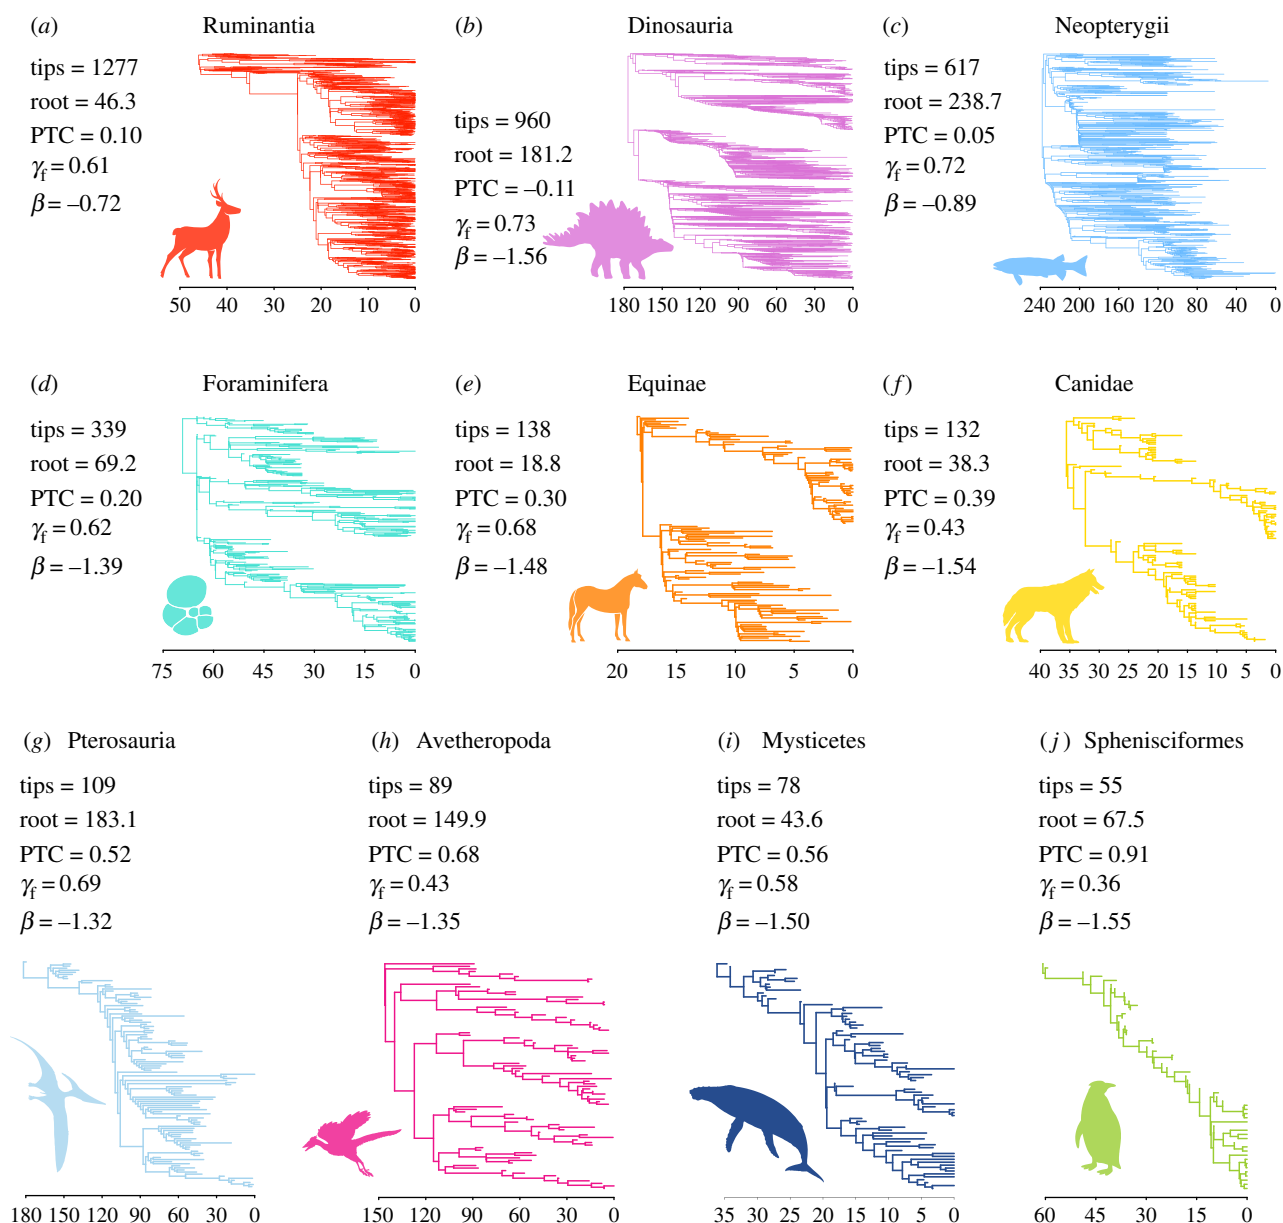 (a) Ruminantia
tips = 1277
root = 46.3
PTC = 0.10
γf = 0.61
β = –0.72
50 40 30 20 10 0
(b) Dinosauria
tips = 960
root = 181.2
PTC = –0.11
γf = 0.73
β = –1.56
180 150 120 90 60 30 0
(c) Neopterygii
tips = 617
root = 238.7
PTC = 0.05
γf = 0.72
β = –0.89
240 200 160 120 80 40 0
(d) Foraminifera
tips = 339
root = 69.2
PTC = 0.20
γf = 0.62
β = –1.39
75 60 45 30 15 0
(e) Equinae
tips = 138
root = 18.8
PTC = 0.30
γf = 0.68
β = –1.48
20 15 10 5 0
(f) Canidae
tips = 132
root = 38.3
PTC = 0.39
γf = 0.43
β = –1.54
40 35 30 25 20 15 10 5 0
(g) Pterosauria
tips = 109
root = 183.1
PTC = 0.52
γf = 0.69
β = –1.32
180 150 120 90 60 30 0
(h) Avetheropoda
tips = 89
root = 149.9
PTC = 0.68
γf = 0.43
β = –1.35
150 120 90 60 30 0
(i) Mysticetes
tips = 78
root = 43.6
PTC = 0.56
γf = 0.58
β = –1.50
35 30 25 20 15 10 5 0
(j) Sphenisciformes
tips = 55
root = 67.5
PTC = 0.91
γf = 0.36
β = –1.55
60 45 30 15 0